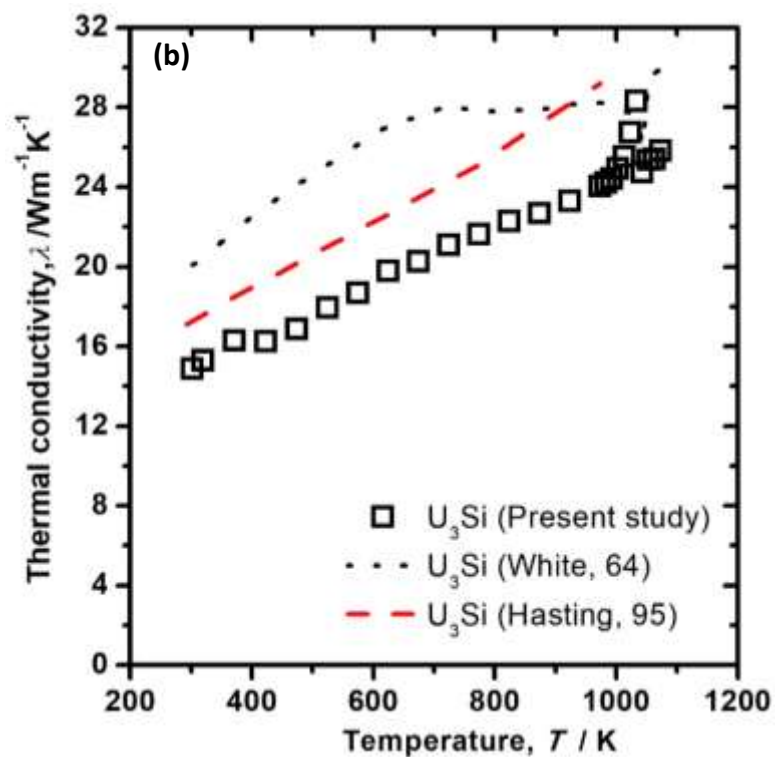 (b)
Thermal conductivity,λ /Wm⁻¹K⁻¹
32
28
24
20
16
12
8
4
0
U₃Si (Present study)
U₃Si (White, 64)
U₃Si (Hasting, 95)
200
400
600
800
1000
1200
Temperature, T / K